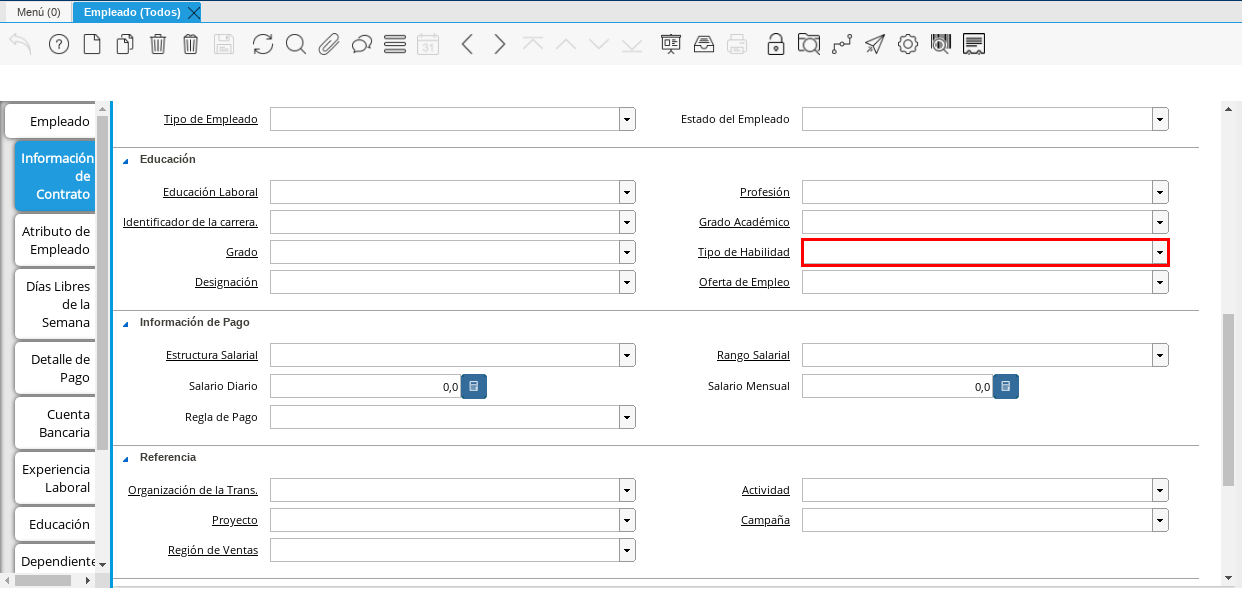 Menú (0)
Empleado (Todos)
31
Empleado
Información
de
Contrato
Atributo de
Empleado
Días Libres
de la
Semana
Detalle de
Pago
Cuenta
Bancaria
Experiencia
Laboral
Educación
Dependiente
Tipo de Empleado
Estado del Empleado
Educación
Educación Laboral
Profesión
Identificador de la carrera.
Grado Académico
Grado
Tipo de Habilidad
Designación
Oferta de Empleo
Información de Pago
Estructura Salarial
Rango Salarial
Salario Diario 0,0
Salario Mensual 0,0
Regla de Pago
Referencia
Organización de la Trans.
Actividad
Proyecto
Campaña
Región de Ventas